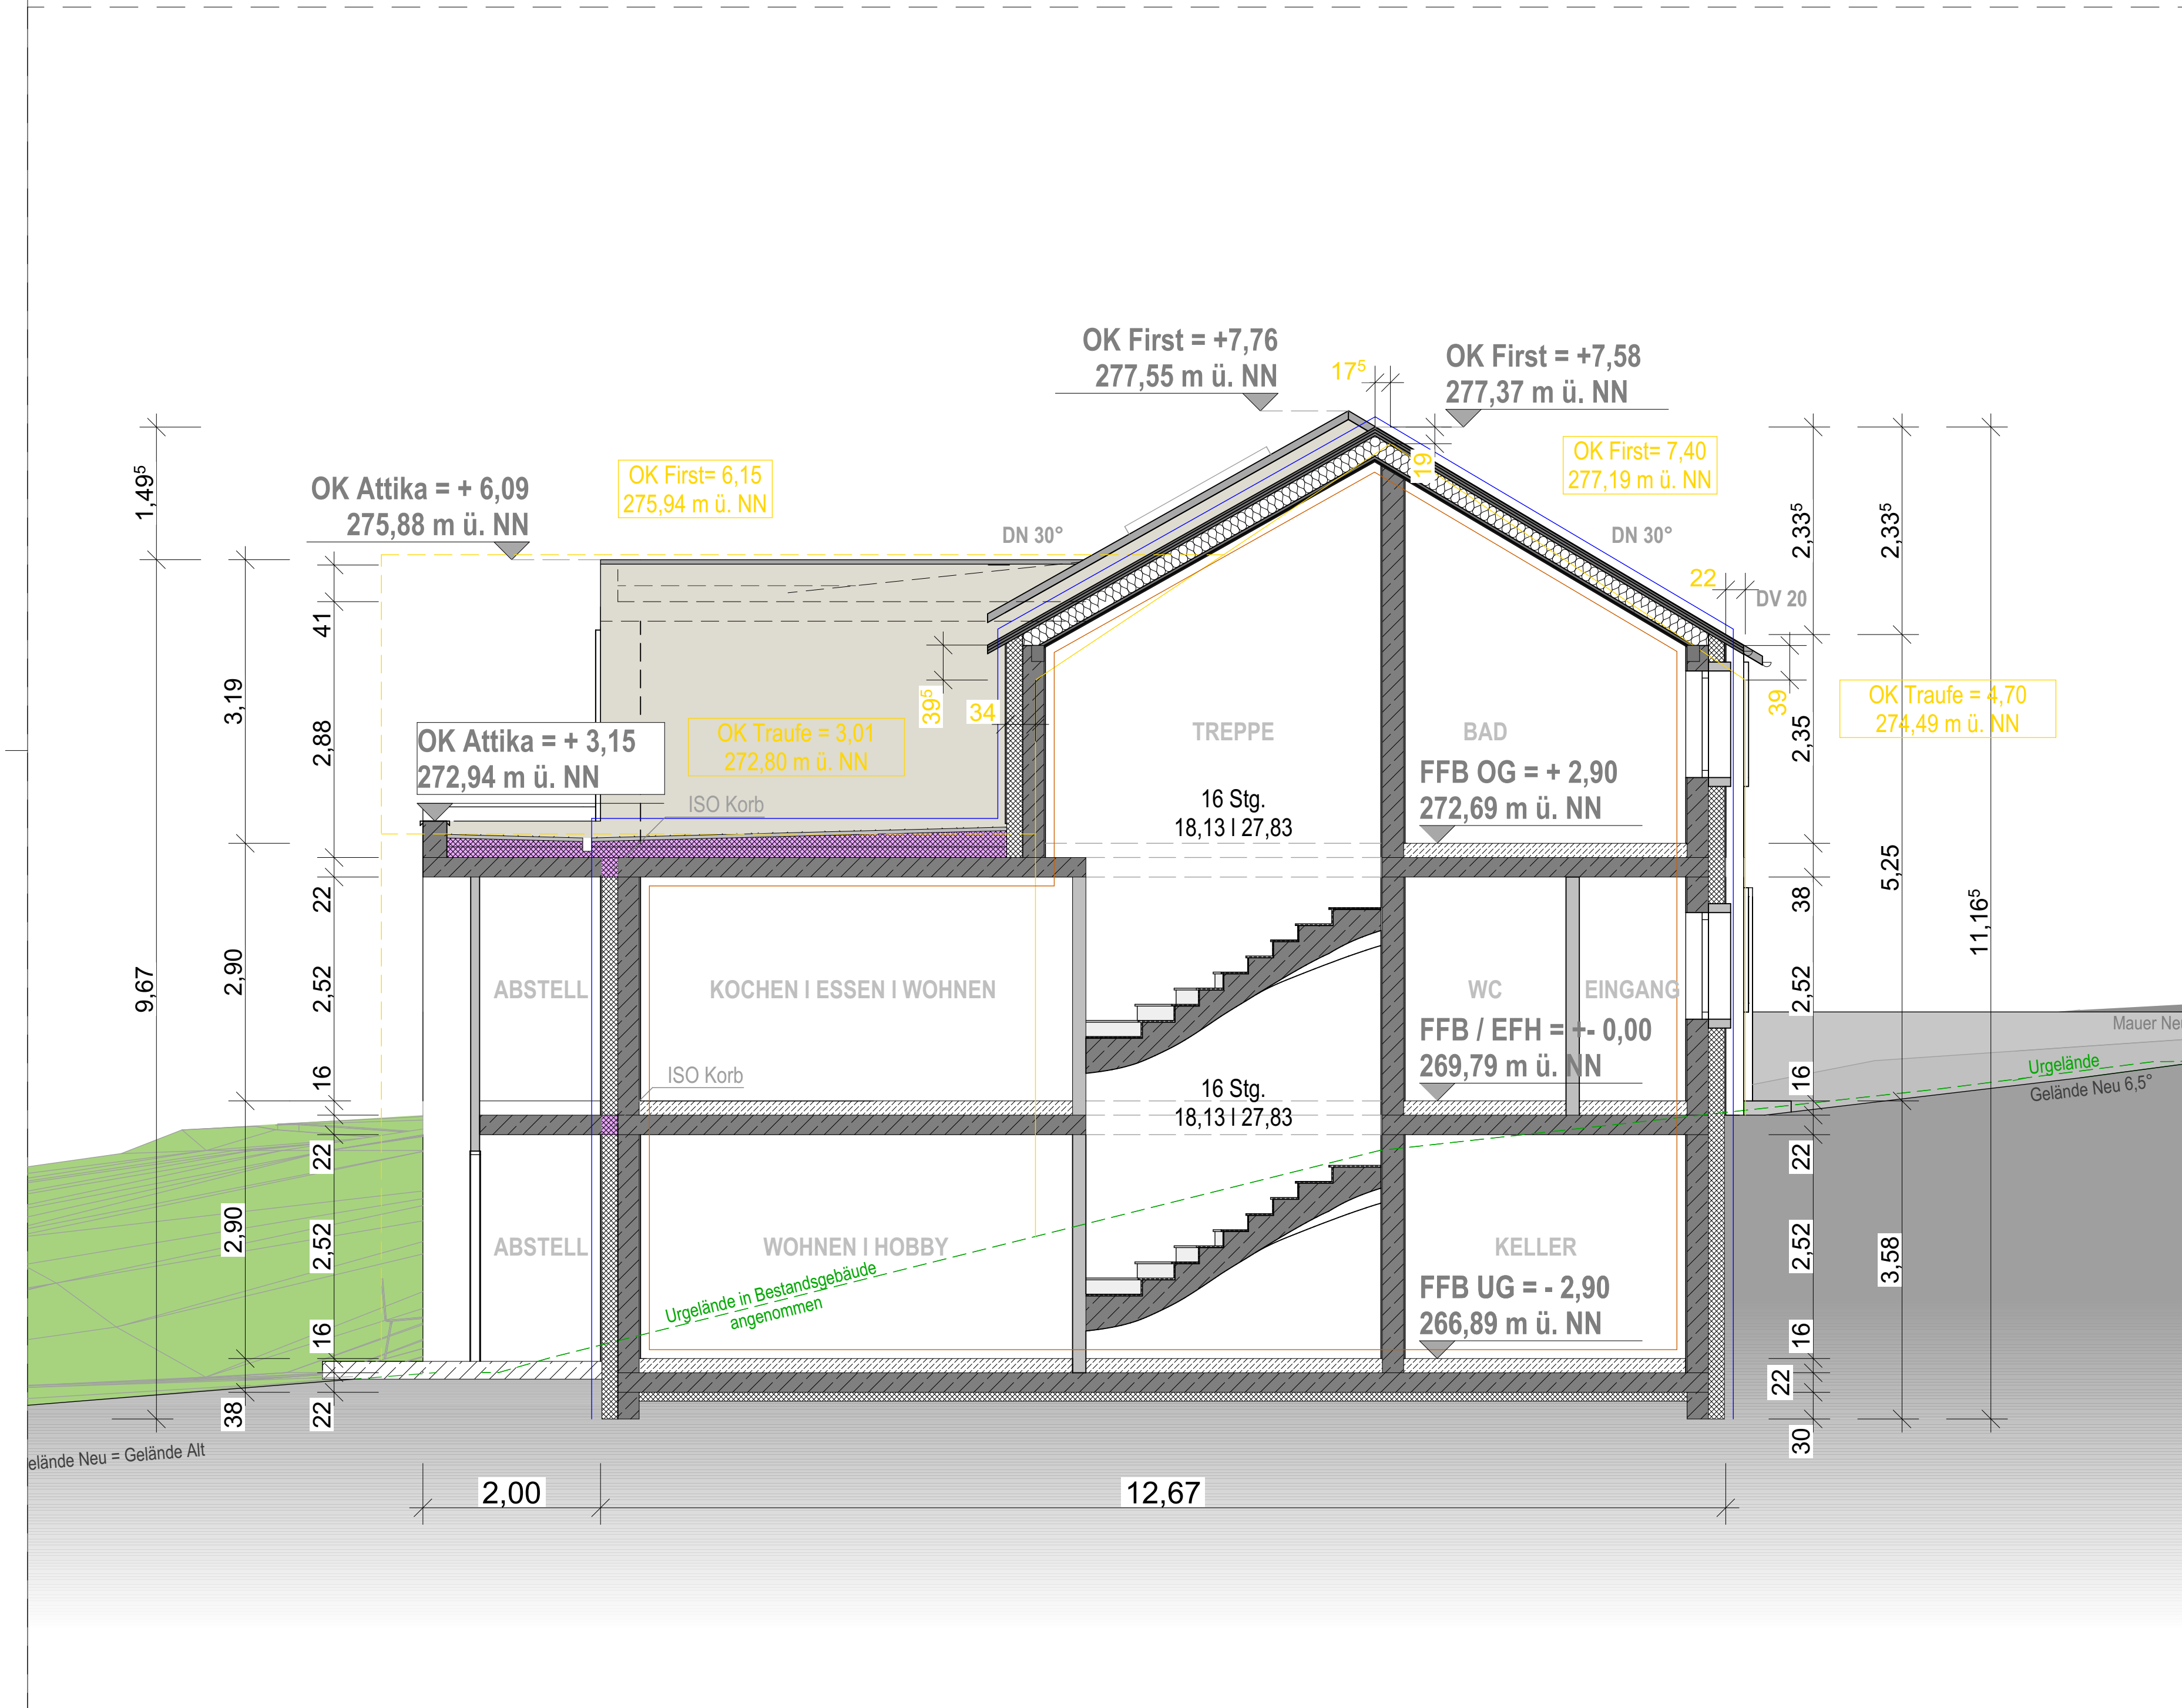 OK First = +7,76
277,55 m ü. NN
17⁵
OK First = +7,58
277,37 m ü. NN
OK First= 7,40
277,19 m ü. NN
19
OK First= 6,15
275,94 m ü. NN
OK Attika = + 6,09
275,88 m ü. NN
DN 30°
DN 30°
22
DV 20
1,49⁵
9,67
3,19
2,90
2,90
38
41
2,88
22
2,52
16
22
2,52
16
22
OK Attika = + 3,15
272,94 m ü. NN
OK Traufe = 3,01
272,80 m ü. NN
ISO Korb
39⁵
34
TREPPE
BAD
FFB OG = + 2,90
272,69 m ü. NN
16 Stg.
18,13 I 27,83
39
OK Traufe = 4,70
274,49 m ü. NN
ABSTELL
KOCHEN I ESSEN I WOHNEN
WC
EINGANG
FFB / EFH = +- 0,00
269,79 m ü. NN
ISO Korb
16 Stg.
18,13 I 27,83
ABSTELL
WOHNEN I HOBBY
KELLER
Urgelände in Bestandsgebäude
angenommen
FFB UG = - 2,90
266,89 m ü. NN
2,33⁵
2,35
38
2,52
16
22
2,52
16
22
30
2,33⁵
5,25
3,58
11,16⁵
Mauer Ne
Urgelände
Gelände Neu 6,5°
elände Neu = Gelände Alt
2,00
12,67